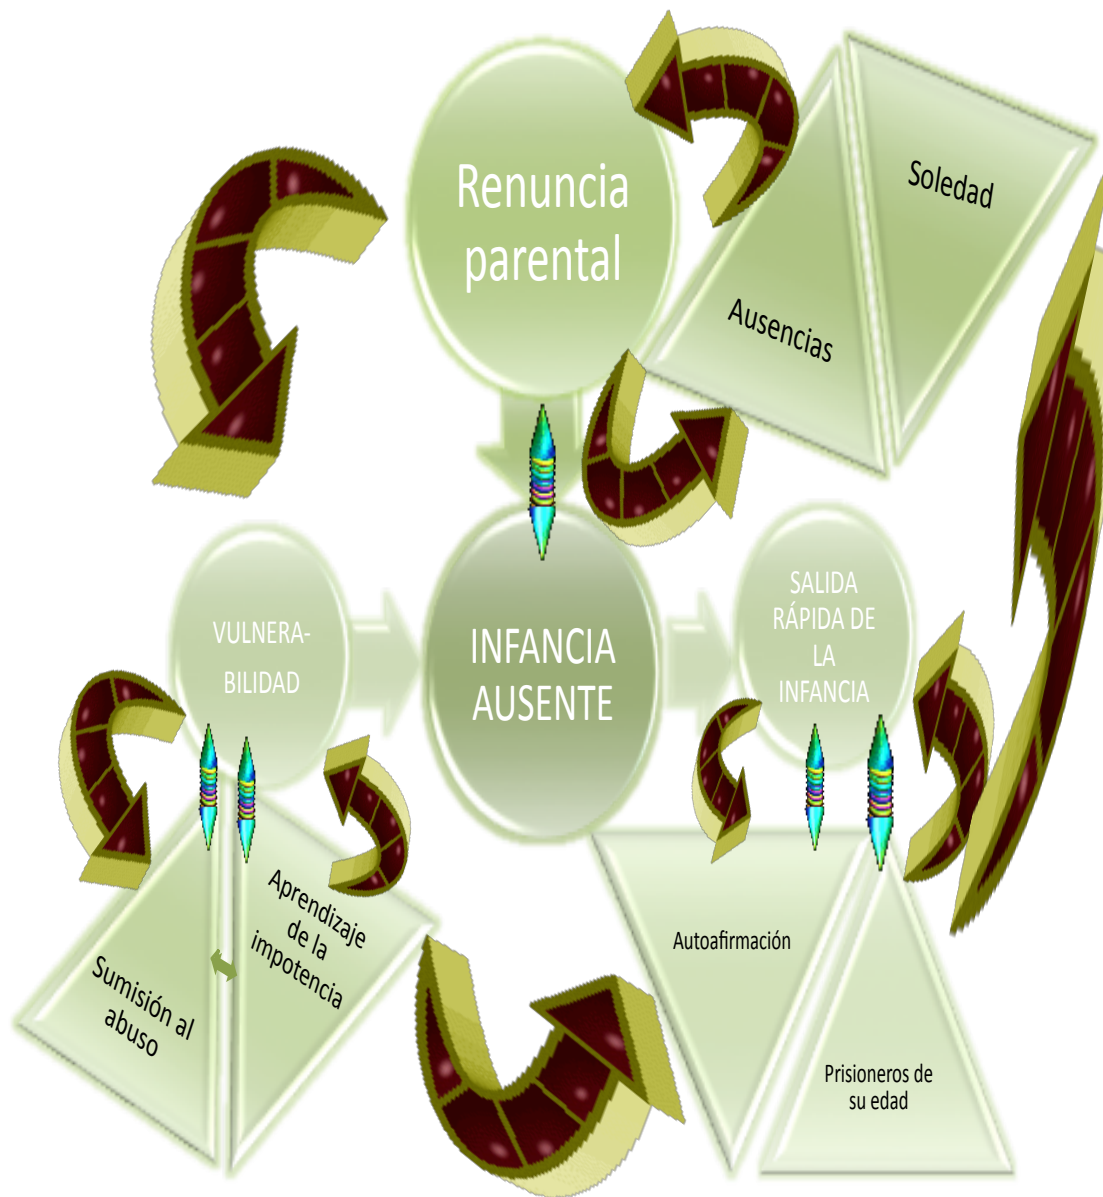 Renuncia
parental
Soledad
Ausencias
VULNERA-
BILIDAD
INFANCIA
AUSENTE
SALIDA
RÁPIDA DE
LA
INFANCIA
Aprendizaje
de la
impotencia
Sumisión al
abuso
Autoafirmación
Prisioneros de
su edad